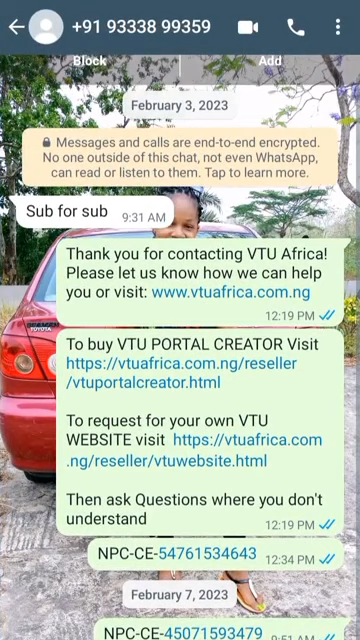 +91 93338 99359
Block
Add
February 3, 2023
Messages and calls are end-to-end encrypted.
No one outside of this chat, not even WhatsApp,
can read or listen to them. Tap to learn more.
Sub for sub
9:31 AM
Thank you for contacting VTU Africa!
Please let us know how we can help
you or visit: www.vtuafrica.com.ng
12:19 PM
To buy VTU PORTAL CREATOR Visit
https://vtuafrica.com.ng/reseller
/vtuportalcreator.html
To request for your own VTU
WEBSITE visit https://vtuafrica.com
.ng/reseller/vtuwebsite.html
Then ask Questions where you don't
understand
12:19 PM
NPC-CE-54761534643
12:34 PM
February 7, 2023
NPC-CE-45071593479
9:51 AM
TOYOTA